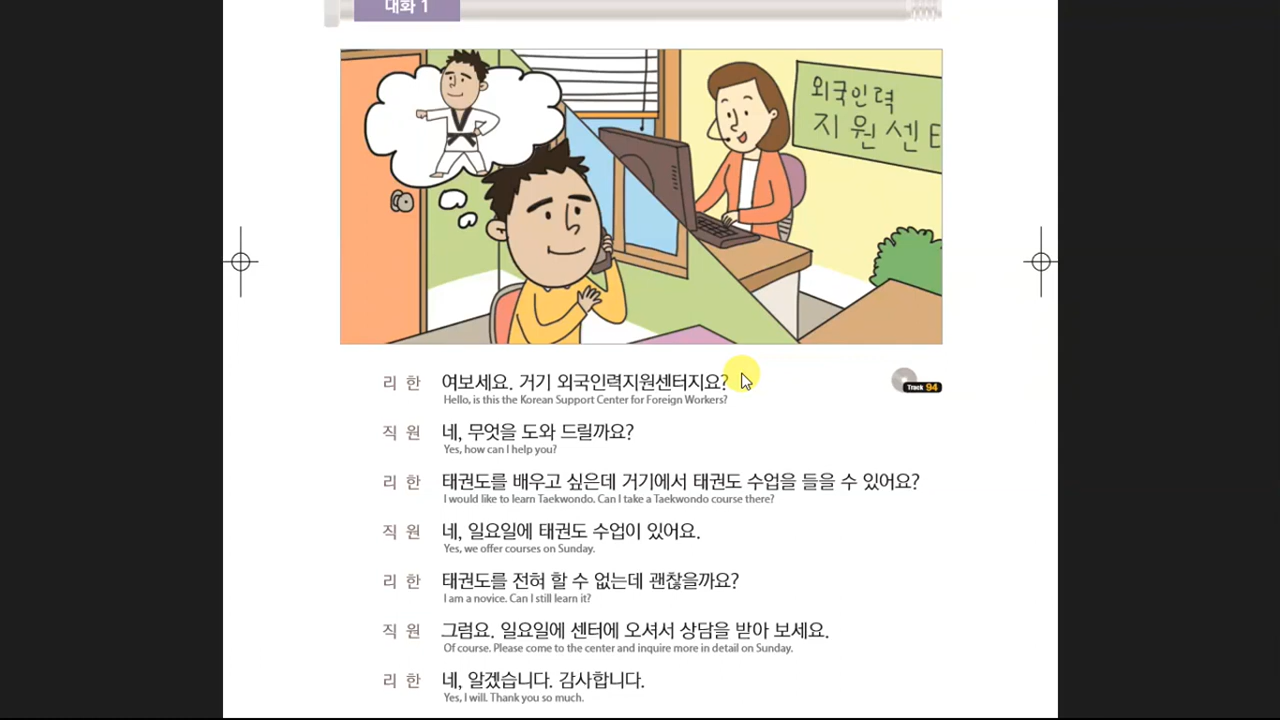 대화 1
외국인력
지원센터
리 한 여보세요. 거기 외국인력지원센터지요?
Hello, is this the Korean Support Center for Foreign Workers?
Track 94
직 원 네, 무엇을 도와 드릴까요?
Yes, how can I help you?
리 한 태권도를 배우고 싶은데 거기에서 태권도 수업을 들을 수 있어요?
I would like to learn Taekwondo. Can I take a Taekwondo course there?
직 원 네, 일요일에 태권도 수업이 있어요.
Yes, we offer courses on Sunday.
리 한 태권도를 전혀 할 수 없는데 괜찮을까요?
I am a novice. Can I still learn it?
직 원 그럼요. 일요일에 센터에 오셔서 상담을 받아 보세요.
Of course. Please come to the center and inquire more in detail on Sunday.
리 한 네, 알겠습니다. 감사합니다.
Yes, I will. Thank you so much.